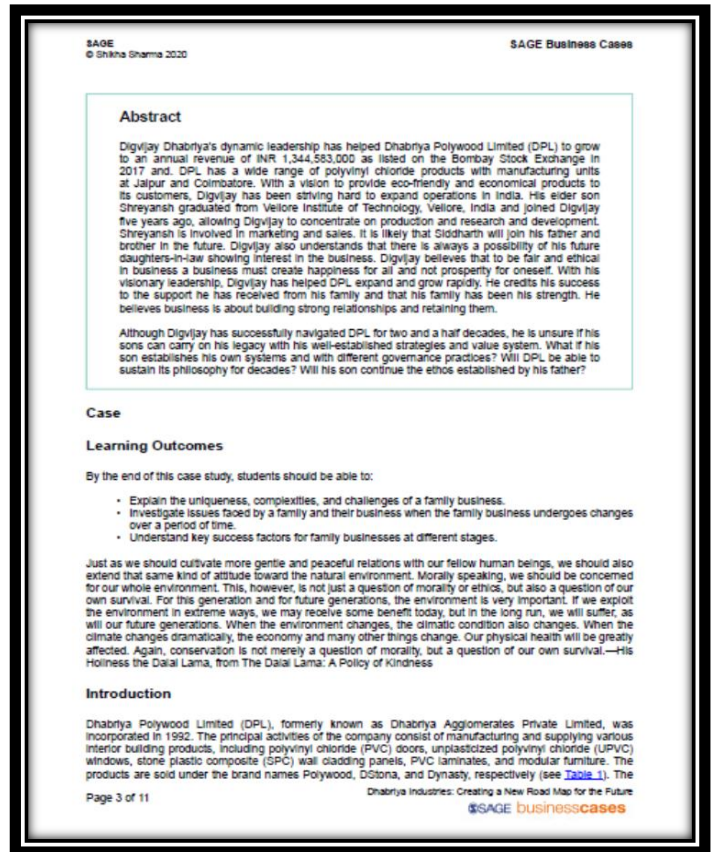 SAGE
© Shikha Sharma 2020
SAGE Business Cases
Abstract
Digvijay Dhabriya's dynamic leadership has helped Dhabriya Polywood Limited (DPL) to grow
to an annual revenue of INR 1,344,583,000 as listed on the Bombay Stock Exchange in
2017 and. DPL has a wide range of polyvinyl chloride products with manufacturing units
at Jaipur and Coimbatore. With a vision to provide eco-friendly and economical products to
its customers, Digvijay has been striving hard to expand operations in India. His elder son
Shreyansh graduated from Vellore Institute of Technology, Vellore, India and joined Digvijay
five years ago, allowing Digvijay to concentrate on production and research and development.
Shreyansh is involved in marketing and sales. It is likely that Siddharth will join his father and
brother in the future. Digvijay also understands that there is always a possibility of his future
daughters-in-law showing interest in the business. Digvijay believes that to be fair and ethical
in business a business must create happiness for all and not prosperity for oneself. With his
visionary leadership, Digvijay has helped DPL expand and grow rapidly. He credits his success
to the support he has received from his family and that his family has been his strength. He
believes business is about building strong relationships and retaining them.
Although Digvijay has successfully navigated DPL for two and a half decades, he is unsure if his
sons can carry on his legacy with his well-established strategies and value system. What if his
son establishes his own systems and with different governance practices? Will DPL be able to
sustain its philosophy for decades? Will his son continue the ethos established by his father?
Case
Learning Outcomes
By the end of this case study, students should be able to:
• Explain the uniqueness, complexities, and challenges of a family business.
• Investigate issues faced by a family and their business when the family business undergoes changes
over a period of time.
• Understand key success factors for family businesses at different stages.
Just as we should cultivate more gentle and peaceful relations with our fellow human beings, we should also
extend that same kind of attitude toward the natural environment. Morally speaking, we should be concerned
for our whole environment. This, however, is not just a question of morality or ethics, but also a question of our
own survival. For this generation and for future generations, the environment is very important. If we exploit
the environment in extreme ways, we may receive some benefit today, but in the long run, we will suffer, as
will our future generations. When the environment changes, the climatic condition also changes. When the
climate changes dramatically, the economy and many other things change. Our physical health will be greatly
affected. Again, conservation is not merely a question of morality, but a question of our own survival.—His
Holiness the Dalai Lama, from The Dalai Lama: A Policy of Kindness
Introduction
Dhabriya Polywood Limited (DPL), formerly known as Dhabriya Agglomerates Private Limited, was
incorporated in 1992. The principal activities of the company consist of manufacturing and supplying various
interior building products, including polyvinyl chloride (PVC) doors, unplasticized polyvinyl chloride (UPVC)
windows, stone plastic composite (SPC) wall cladding panels, PVC laminates, and modular furniture. The
products are sold under the brand names Polywood, DStona, and Dynasty, respectively (see Table 1). The
Page 3 of 11
Dhabriya Industries: Creating a New Road Map for the Future
SAGE businesscases